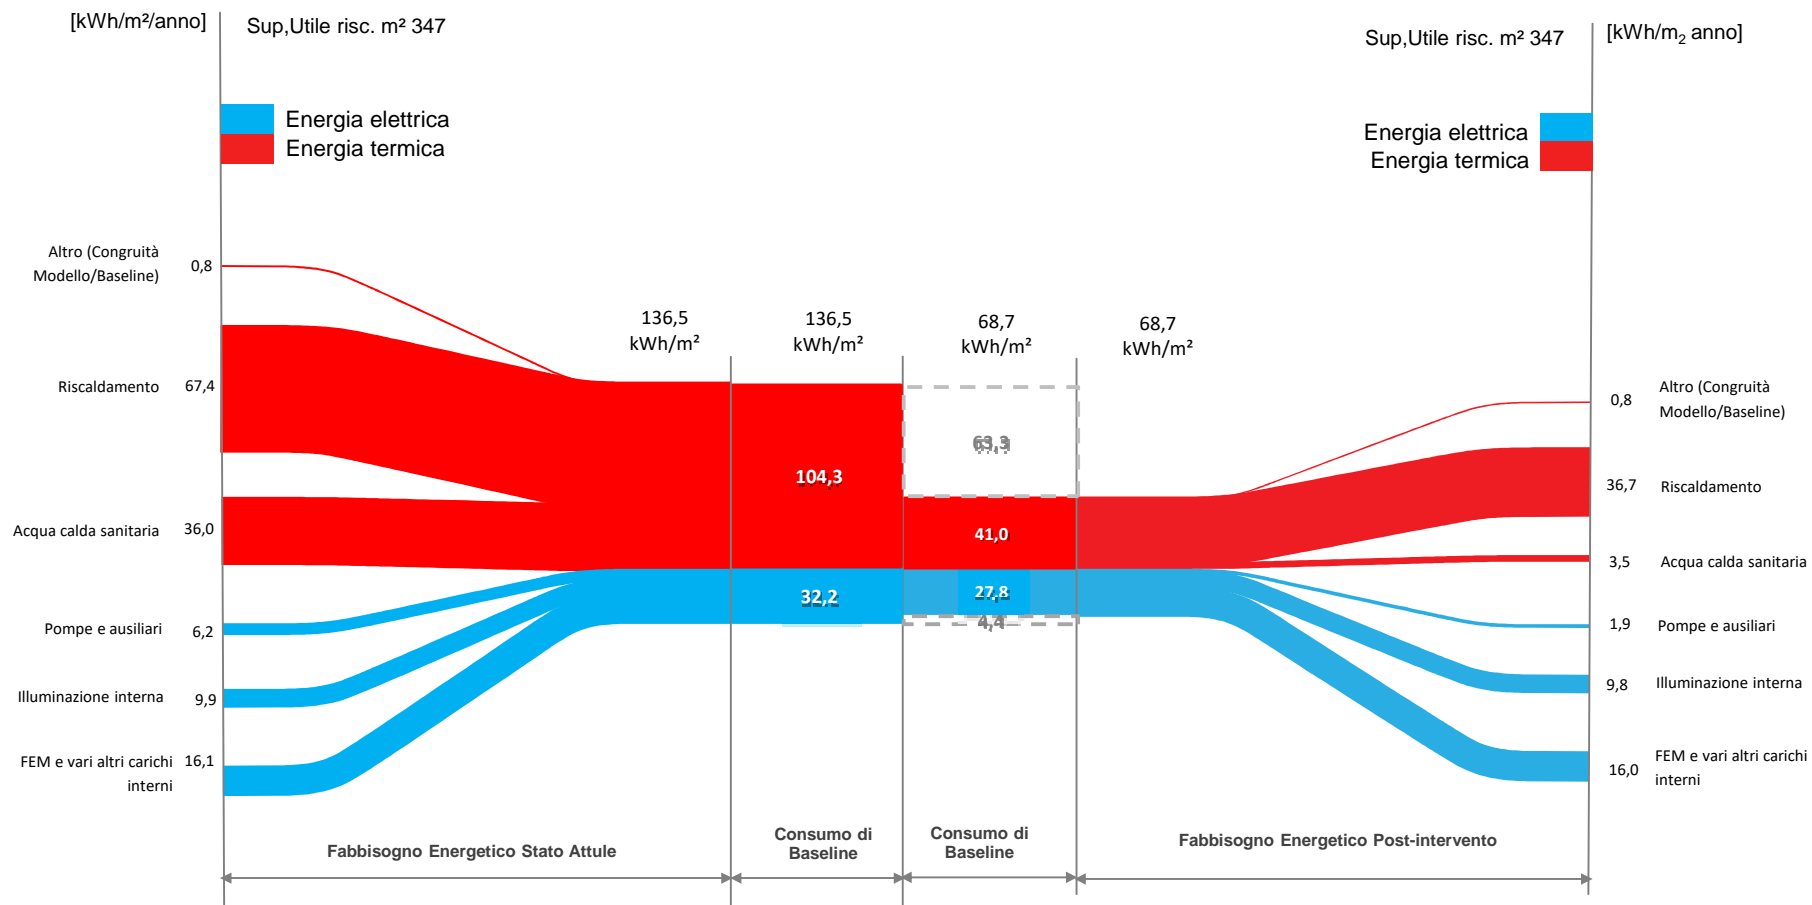 [kWh/m²/anno]
Sup,Utile risc. m² 347
Sup,Utile risc. m² 347
[kWh/m₂ anno]
Energia elettrica
Energia termica
Energia elettrica
Energia termica
Altro (Congruità
Modello/Baseline)
0,8
Riscaldamento
67,4
Acqua calda sanitaria
36,0
Pompe e ausiliari
6,2
Illuminazione interna
9,9
FEM e vari altri carichi
interni
16,1
136,5
kWh/m²
136,5
kWh/m²
68,7
kWh/m²
68,7
kWh/m²
104,3
32,2
63,3
41,0
27,8
4,4
0,8
Altro (Congruità
Modello/Baseline)
36,7
Riscaldamento
3,5
Acqua calda sanitaria
1,9
Pompe e ausiliari
9,8
Illuminazione interna
16,0
FEM e vari altri carichi
interni
Fabbisogno Energetico Stato Attule
Consumo di
Baseline
Consumo di
Baseline
Fabbisogno Energetico Post-intervento